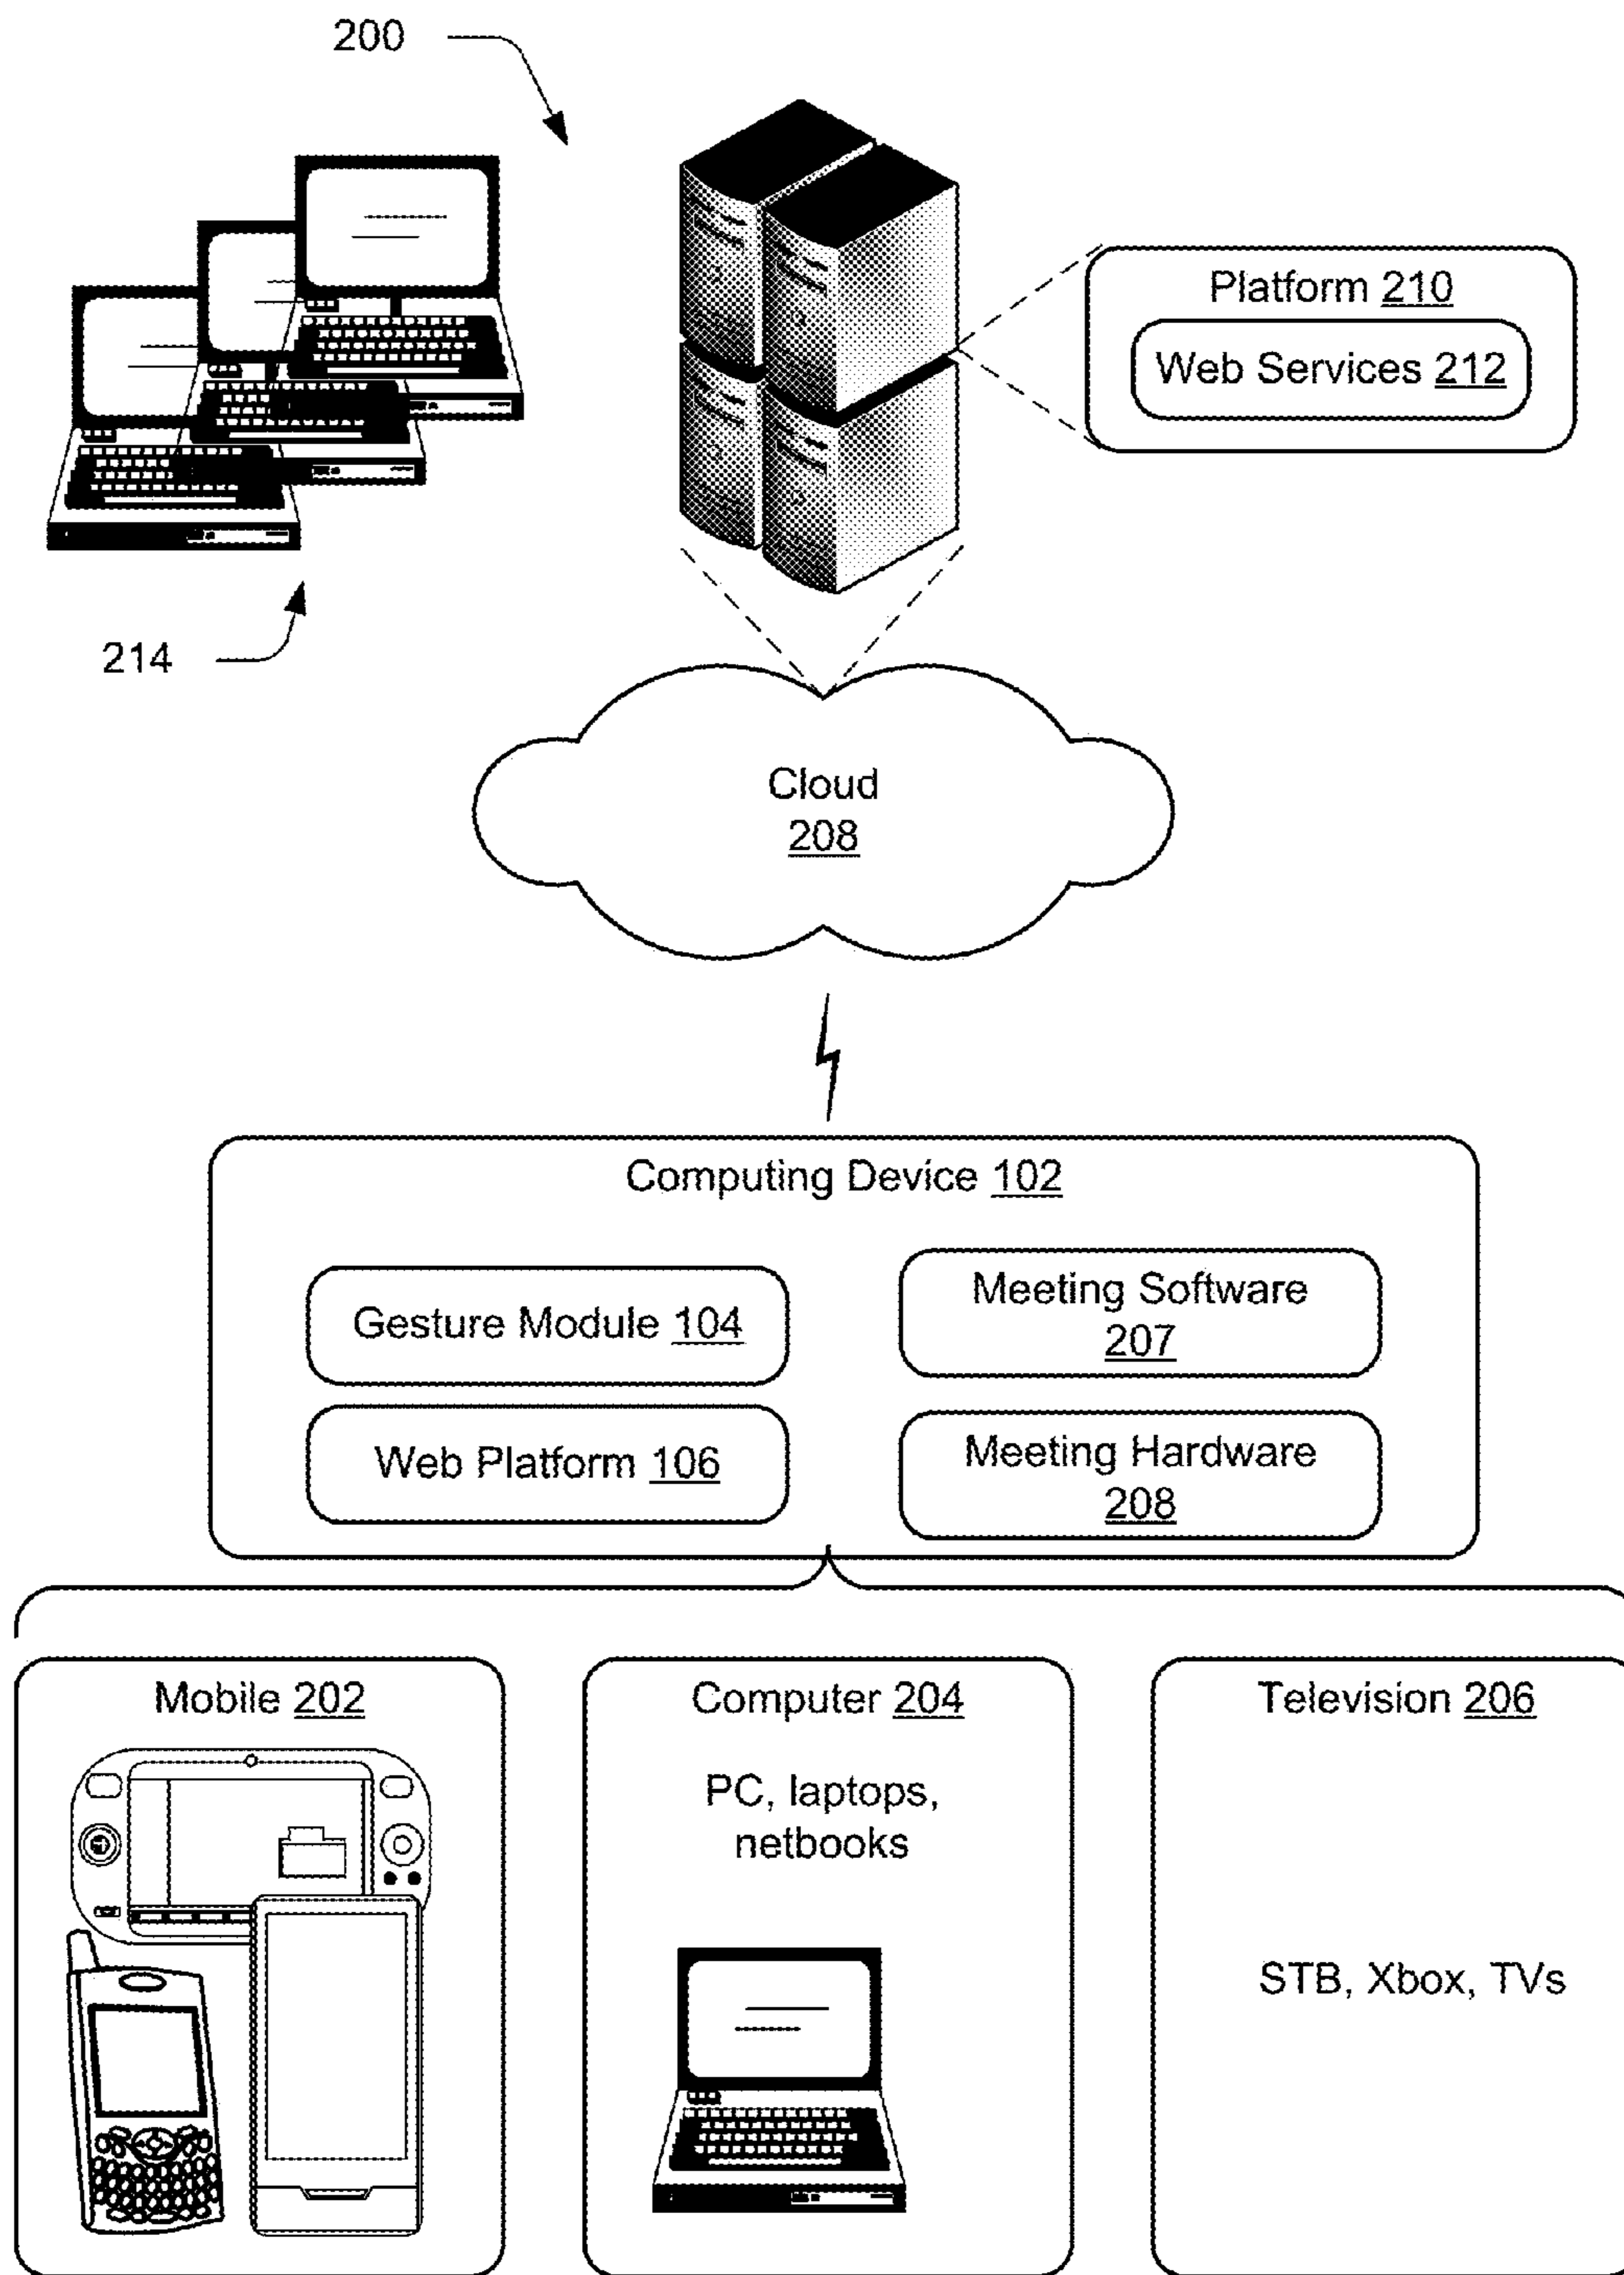 200
Platform 210
Web Services 212
214
Cloud
208
Computing Device 102
Gesture Module 104
Meeting Software
207
Web Platform 106
Meeting Hardware
208
Mobile 202
Computer 204
Television 206
PC, laptops,
netbooks
STB, Xbox, TVs